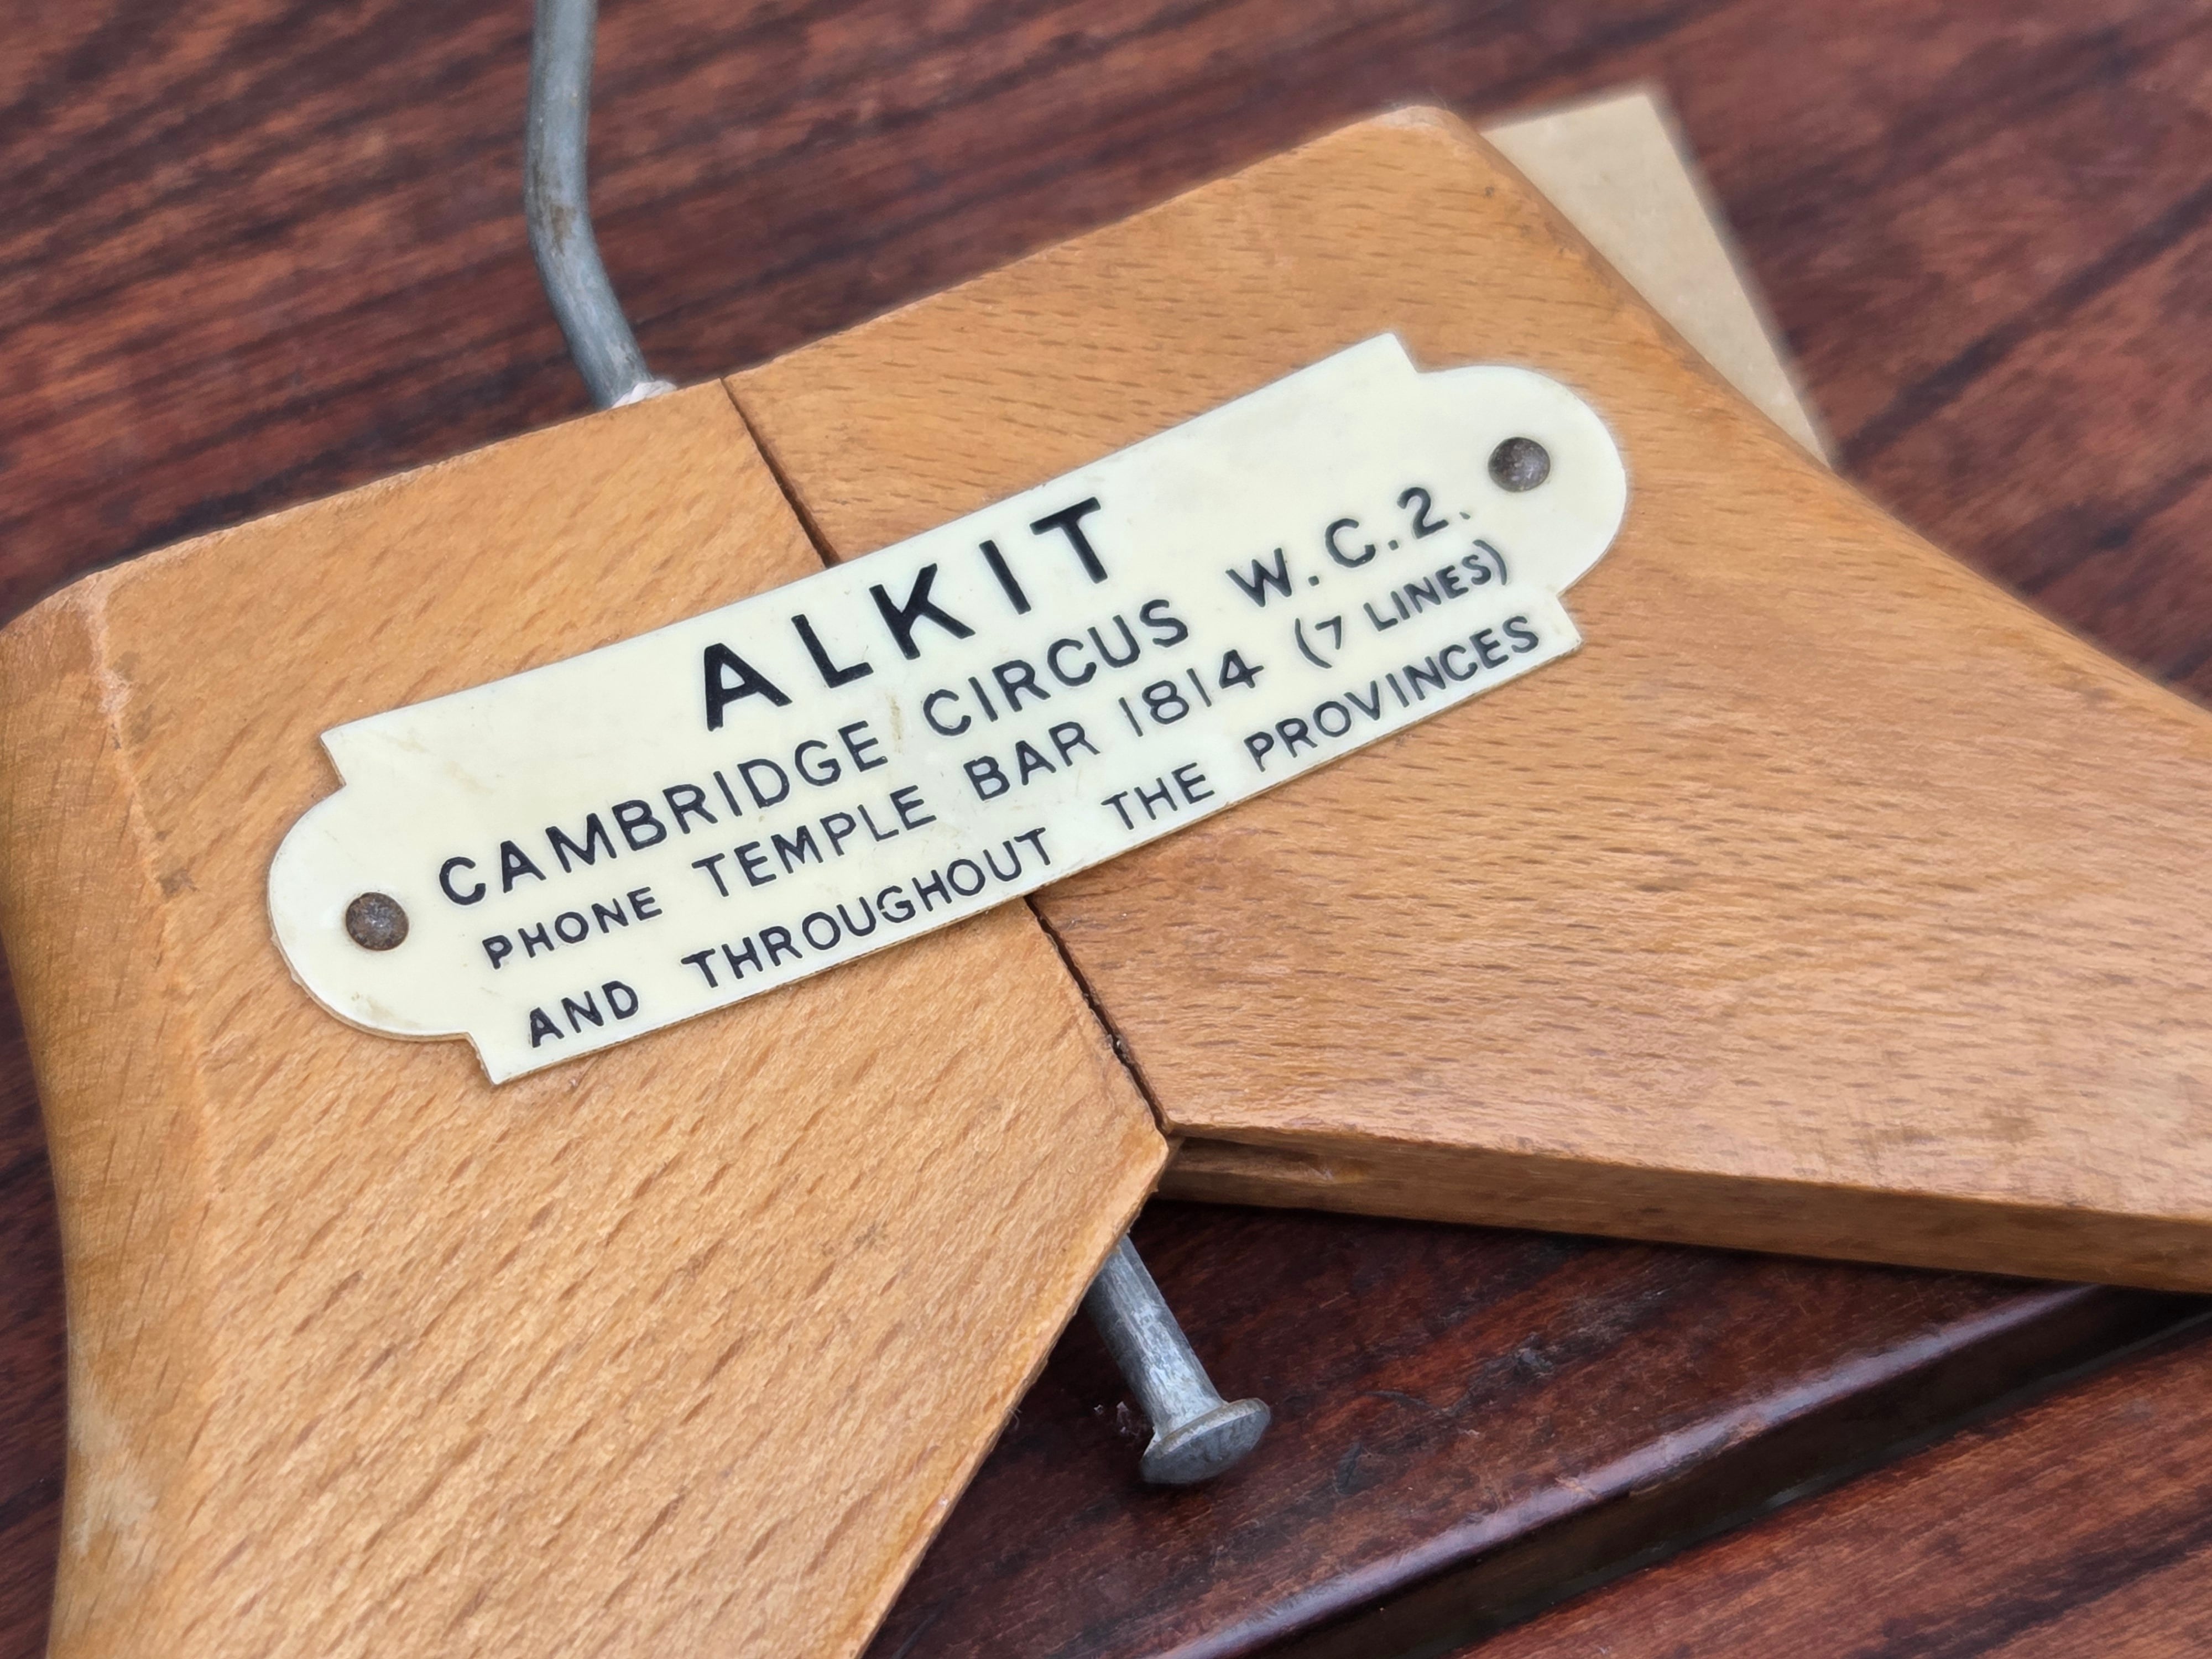 ALKIT
CAMBRIDGE CIRCUS W.C.2.
PHONE TEMPLE BAR 1814 (7 LINES)
AND THROUGHOUT THE PROVINCES